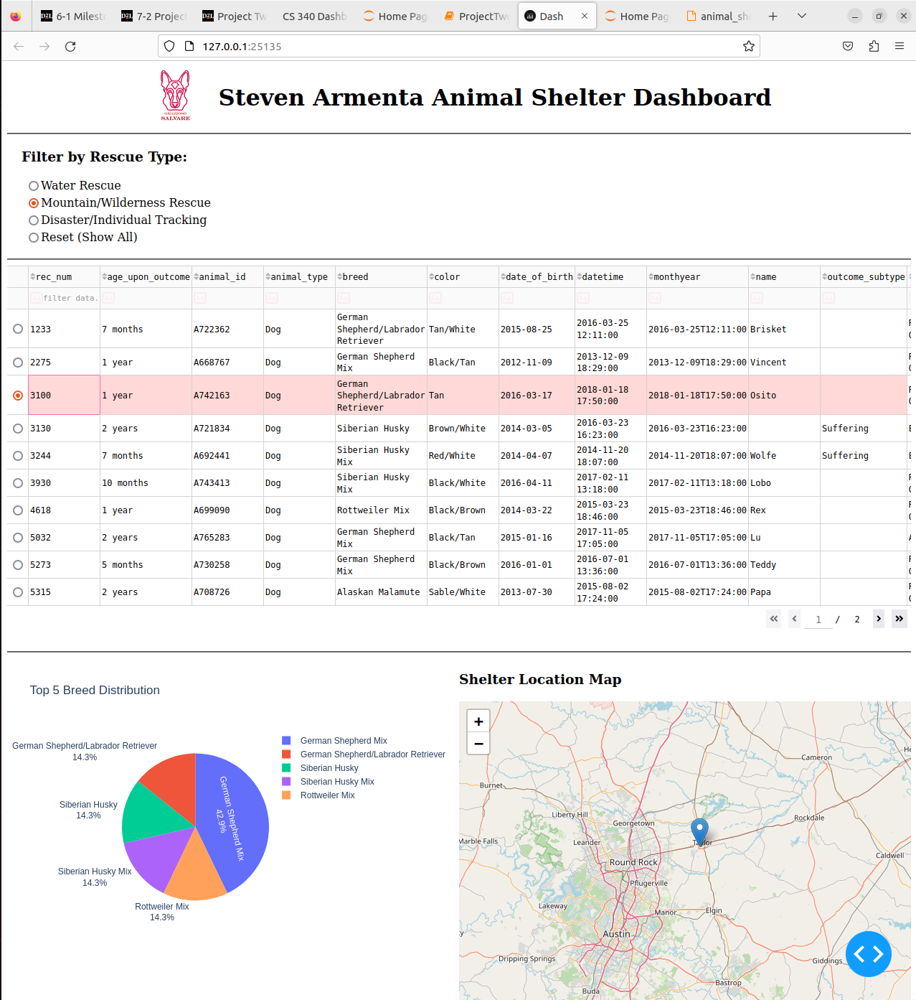 6-1 Milest
7-2 Project
Project Tw
CS 340 Dashb
Home Pag
ProjectTwo
Dash
Home Pag
animal_she
127.0.0.1:25135
GRAZIOSO
SALVARE
Steven Armenta Animal Shelter Dashboard
Filter by Rescue Type:
Water Rescue
Mountain/Wilderness Rescue
Disaster/Individual Tracking
Reset (Show All)
rec_num age_upon_outcome animal_id animal_type breed color date_of_birth datetime monthyear name outcome_subtype
filter data.
1233 7 months A722362 Dog German Shepherd/Labrador Retriever Tan/White 2015-08-25 2016-03-25 12:11:00 2016-03-25T12:11:00 Brisket
2275 1 year A668767 Dog German Shepherd Mix Black/Tan 2012-11-09 2013-12-09 18:29:00 2013-12-09T18:29:00 Vincent
3100 1 year A742163 Dog German Shepherd/Labrador Retriever Tan 2016-03-17 2018-01-18 17:50:00 2018-01-18T17:50:00 Osito
3130 2 years A721834 Dog Siberian Husky Brown/White 2014-03-05 2016-03-23 16:23:00 2016-03-23T16:23:00 Suffering
3244 7 months A692441 Dog Siberian Husky Mix Red/White 2014-04-07 2014-11-20 18:07:00 2014-11-20T18:07:00 Wolfe Suffering
3930 10 months A743413 Dog Siberian Husky Mix Black/White 2016-04-11 2017-02-11 13:18:00 2017-02-11T13:18:00 Lobo
4618 1 year A699090 Dog Rottweiler Mix Black/Brown 2014-03-22 2015-03-23 18:46:00 2015-03-23T18:46:00 Rex
5032 2 years A765283 Dog German Shepherd Mix Black/Tan 2015-01-16 2017-11-05 17:05:00 2017-11-05T17:05:00 Lu
5273 5 months A730258 Dog German Shepherd Mix Black/Brown 2016-01-01 2016-07-01 13:36:00 2016-07-01T13:36:00 Teddy
5315 2 years A708726 Dog Alaskan Malamute Sable/White 2013-07-30 2015-08-02 17:24:00 2015-08-02T17:24:00 Papa
1 / 2
Top 5 Breed Distribution
German Shepherd/Labrador Retriever
14.3%
Siberian Husky
14.3%
Siberian Husky Mix
14.3%
Rottweiler Mix
14.3%
German Shepherd Mix
42.9%
German Shepherd Mix
German Shepherd/Labrador Retriever
Siberian Husky
Siberian Husky Mix
Rottweiler Mix
Shelter Location Map
+
−
Cameron
He
Burnet
Liberty Hill
Georgetown
Rockdale
Marble Falls
Leander
Taylor
Caldwell
Round Rock
Pflugerville
Lakeway
Manor
Elgin
Austin
Dripping Springs
Giddings
Bastrop
Buda